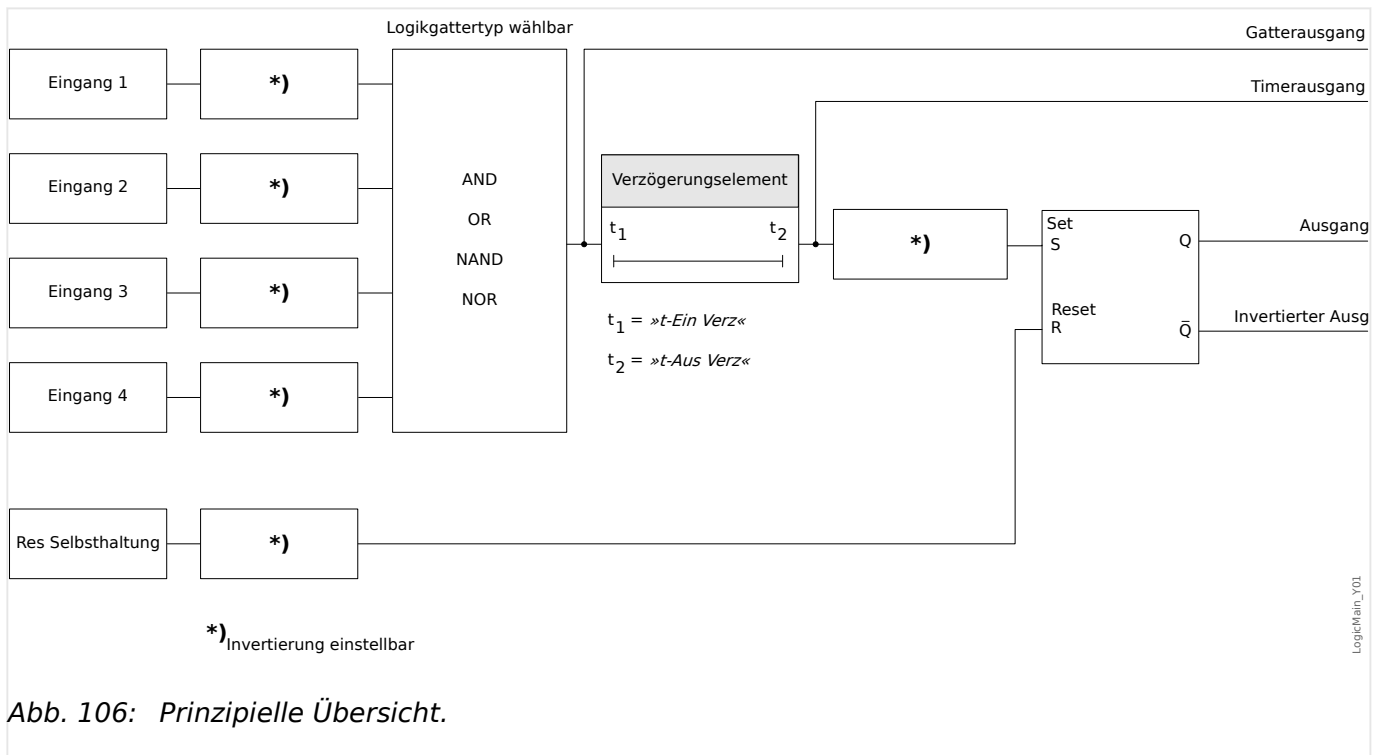 Logikgattertyp wählbar
Gatterausgang
Timerausgang
Eingang 1
*)
Eingang 2
*)
Eingang 3
*)
Eingang 4
*)
AND
OR
NAND
NOR
Verzögerungselement
t1
t2
t1 = »t-Ein Verz«
t2 = »t-Aus Verz«
*)
Set
S
Q
Reset
R
Q̅
Ausgang
Invertierter Ausg
Res Selbsthaltung
*)
*) Invertierung einstellbar
LogicMain_Y01
Abb. 106: Prinzipielle Übersicht.